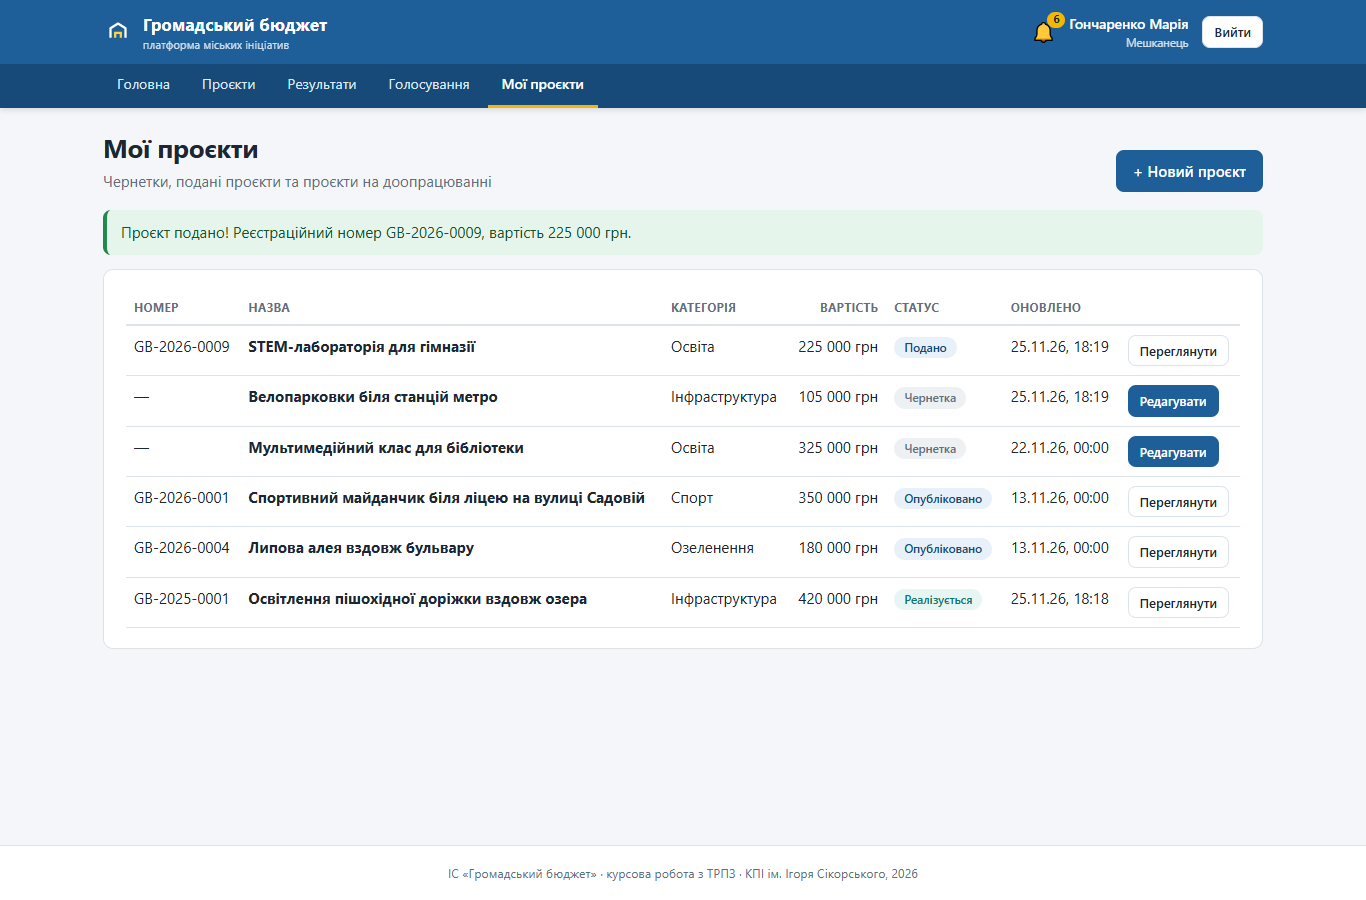 Громадський бюджет
платформа міських ініціатив
6
Гончаренко Марія
Мешканець
Вийти
Головна Проєкти Результати Голосування Мої проєкти
Мої проєкти
Чернетки, подані проєкти та проєкти на доопрацюванні
+ Новий проєкт
Проєкт подано! Реєстраційний номер GB-2026-0009, вартість 225 000 грн.
НОМЕР НАЗВА КАТЕГОРІЯ ВАРТІСТЬ СТАТУС ОНОВЛЕНО
GB-2026-0009 STEM-лабораторія для гімназії Освіта 225 000 грн Подано 25.11.26, 18:19 Переглянути
— Велопарковки біля станцій метро Інфраструктура 105 000 грн Чернетка 25.11.26, 18:19 Редагувати
— Мультимедійний клас для бібліотеки Освіта 325 000 грн Чернетка 22.11.26, 00:00 Редагувати
GB-2026-0001 Спортивний майданчик біля ліцею на вулиці Садовій Спорт 350 000 грн Опубліковано 13.11.26, 00:00 Переглянути
GB-2026-0004 Липова алея вздовж бульвару Озеленення 180 000 грн Опубліковано 13.11.26, 00:00 Переглянути
GB-2025-0001 Освітлення пішохідної доріжки вздовж озера Інфраструктура 420 000 грн Реалізується 25.11.26, 18:18 Переглянути
ІС «Громадський бюджет» · курсова робота з ТРПЗ · КПІ ім. Ігоря Сікорського, 2026